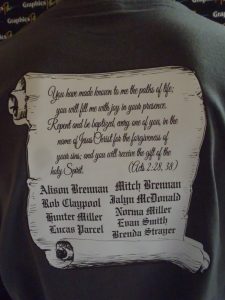 Graphics
Graphics
You have made known to me the paths of life;
you will fill me with joy in your presence.
Repent and be baptized, every one of you, in the
name of Jesus Christ for the forgiveness of
your sins; and you will receive the gift of the
holy Spirit. (Acts 2:28, 38)
Alison Brennan Mitch Brennan
Rob Claypool Jalyn McDonald
Hunter Miller Norma Miller
Lucas Parcel Evan Smith
Brenda Strayer